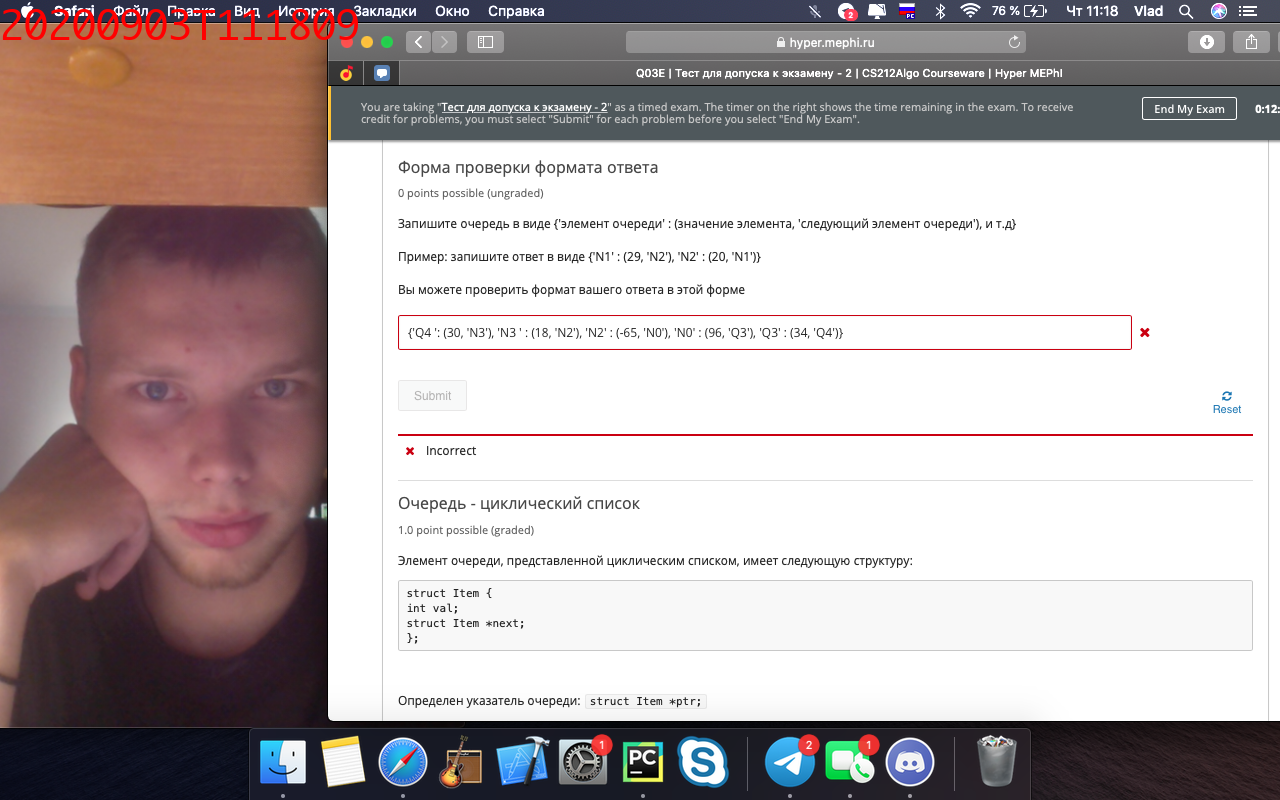 20200903T111809
Safari Файл Правка Вид История Закладки Окно Справка
2 РС 76 % Чт 11:18 Vlad
hyper.mephi.ru
Q03E | Тест для допуска к экзамену - 2 | CS212Algo Courseware | Hyper MEPhI
You are taking "Тест для допуска к экзамену - 2" as a timed exam. The timer on the right shows the time remaining in the exam. To receive
credit for problems, you must select "Submit" for each problem before you select "End My Exam".
End My Exam
0:12:
Форма проверки формата ответа
0 points possible (ungraded)
Запишите очередь в виде {'элемент очереди' : (значение элемента, 'следующий элемент очереди'), и т.д}
Пример: запишите ответ в виде {'N1' : (29, 'N2'), 'N2' : (20, 'N1')}
Вы можете проверить формат вашего ответа в этой форме
{'Q4 ': (30, 'N3'), 'N3 ' : (18, 'N2'), 'N2' : (-65, 'N0'), 'N0' : (96, 'Q3'), 'Q3' : (34, 'Q4')}
Submit
Reset
Incorrect
Очередь - циклический список
1.0 point possible (graded)
Элемент очереди, представленной циклическим списком, имеет следующую структуру:
struct Item {
int val;
struct Item *next;
};
Определен указатель очереди: struct Item *ptr;
1 PC 2 1